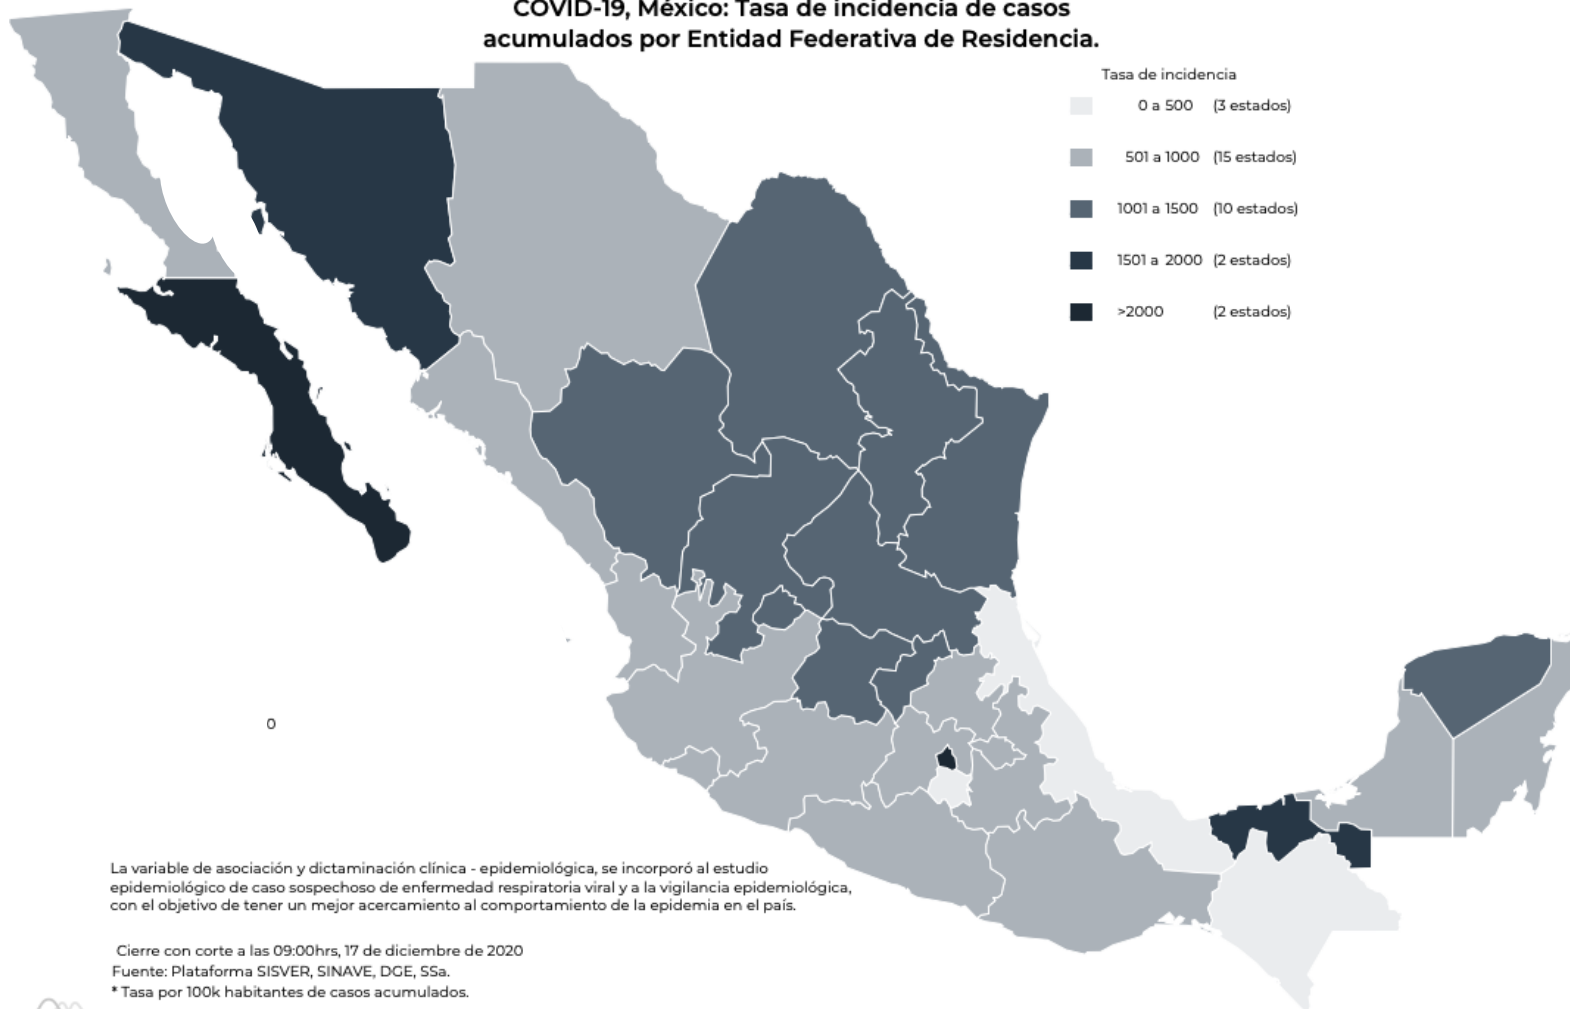 COVID-19, México: Tasa de incidencia de casos
acumulados por Entidad Federativa de Residencia.
Tasa de incidencia
0 a 500 (3 estados)
501 a 1000 (15 estados)
1001 a 1500 (10 estados)
1501 a 2000 (2 estados)
>2000 (2 estados)
0
La variable de asociación y dictaminación clínica - epidemiológica, se incorporó al estudio
epidemiológico de caso sospechoso de enfermedad respiratoria viral y a la vigilancia epidemiológica,
con el objetivo de tener un mejor acercamiento al comportamiento de la epidemia en el país.
Cierre con corte a las 09:00hrs, 17 de diciembre de 2020
Fuente: Plataforma SISVER, SINAVE, DGE, SSa.
* Tasa por 100k habitantes de casos acumulados.